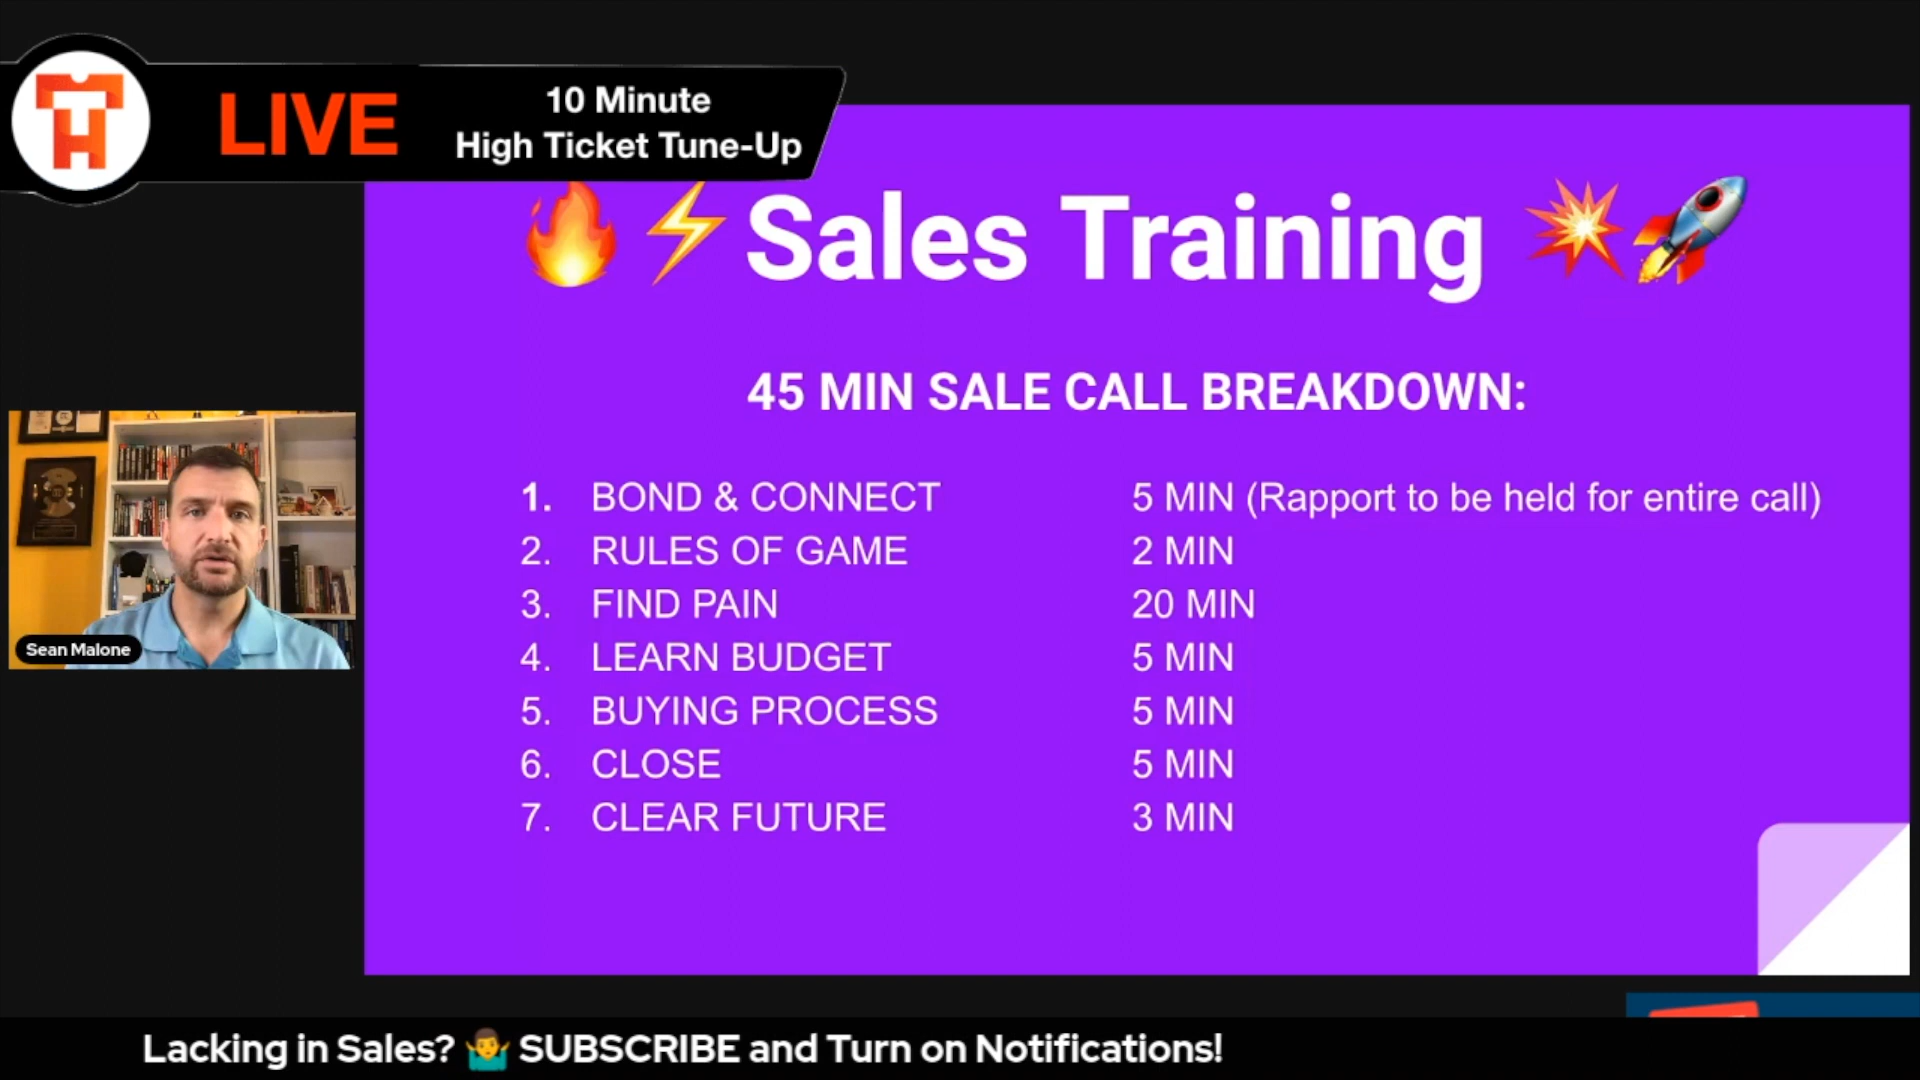 LIVE
10 Minute
High Ticket Tune-Up
Sales Training
45 MIN SALE CALL BREAKDOWN:
1. BOND & CONNECT 5 MIN (Rapport to be held for entire call)
2. RULES OF GAME 2 MIN
3. FIND PAIN 20 MIN
4. LEARN BUDGET 5 MIN
5. BUYING PROCESS 5 MIN
6. CLOSE 5 MIN
7. CLEAR FUTURE 3 MIN
Sean Malone
Lacking in Sales? 🤷‍♂️ SUBSCRIBE and Turn on Notifications!